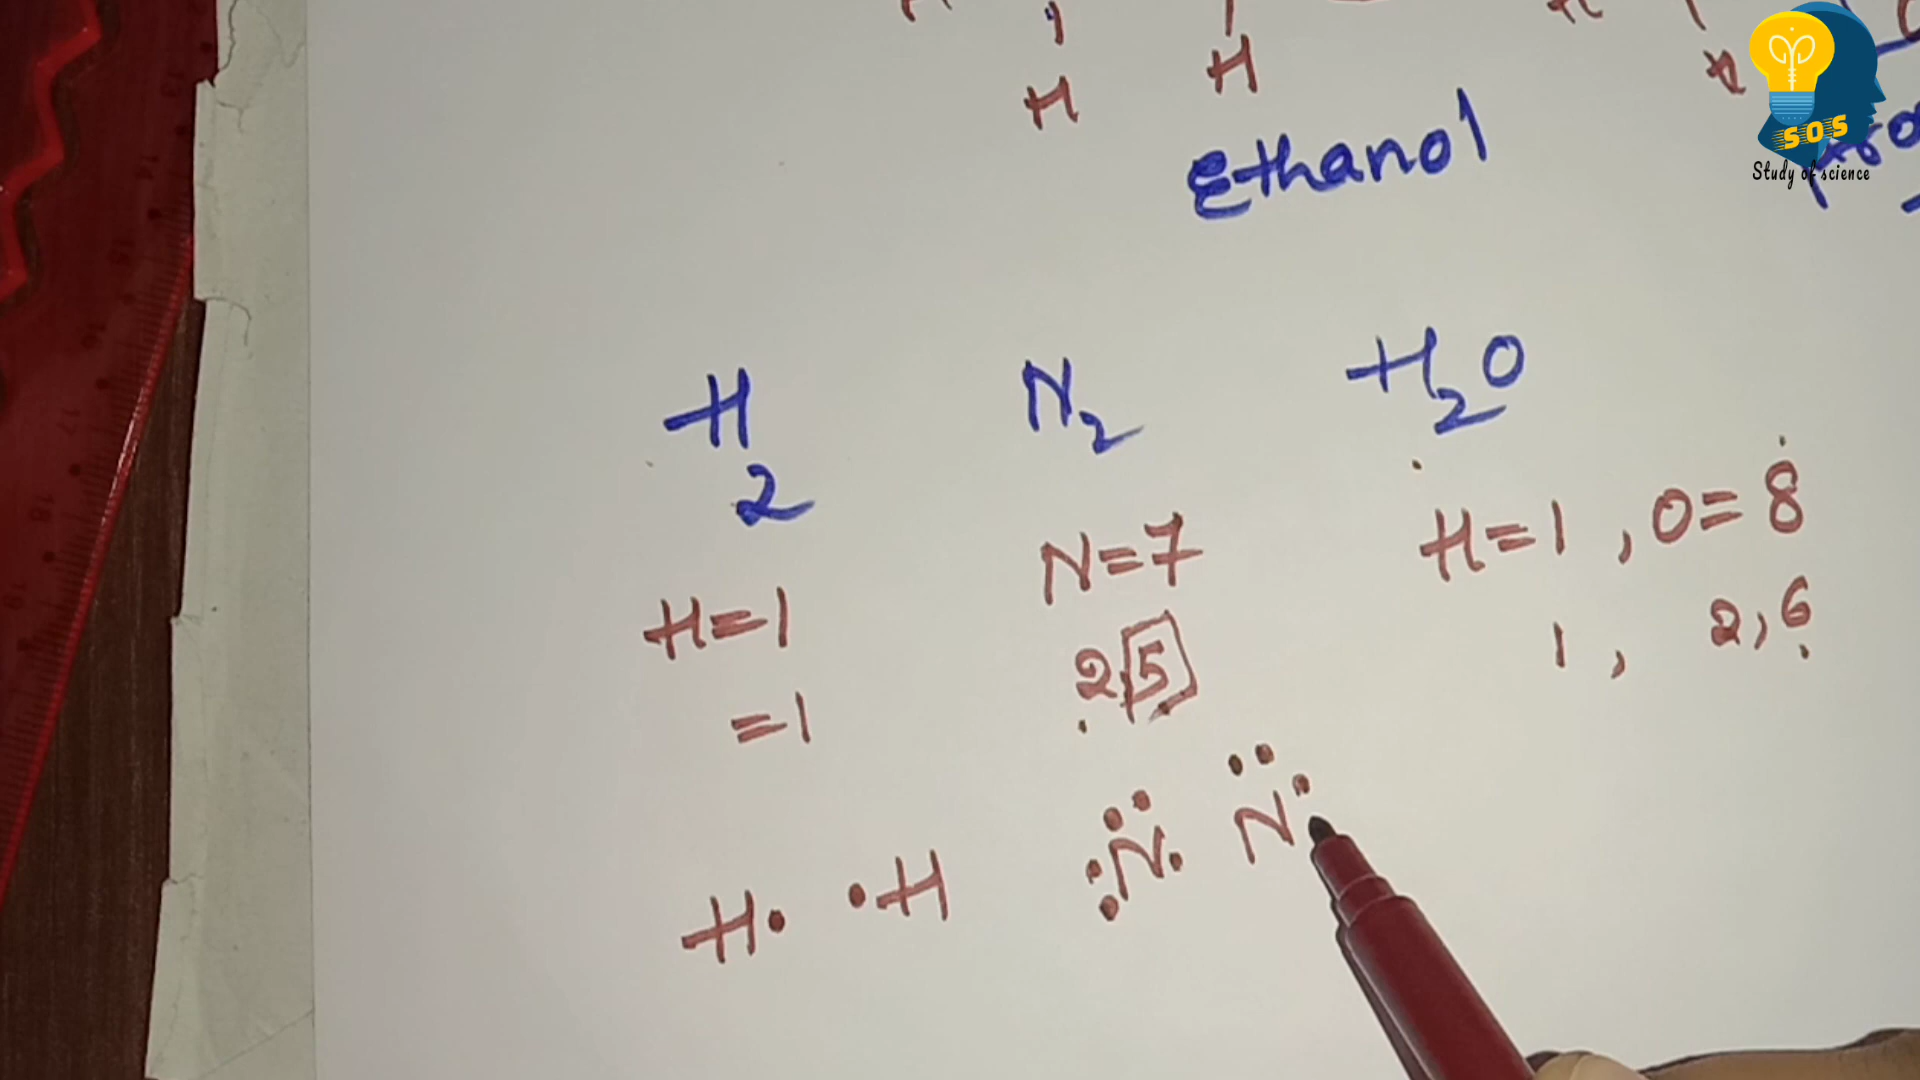 H H
H
Ethanol
SOS
Study of science
H2 N2 H2O
H=1 N=7 H=1, O=8
=1 2,5 1, 2,6
H· ·H N N